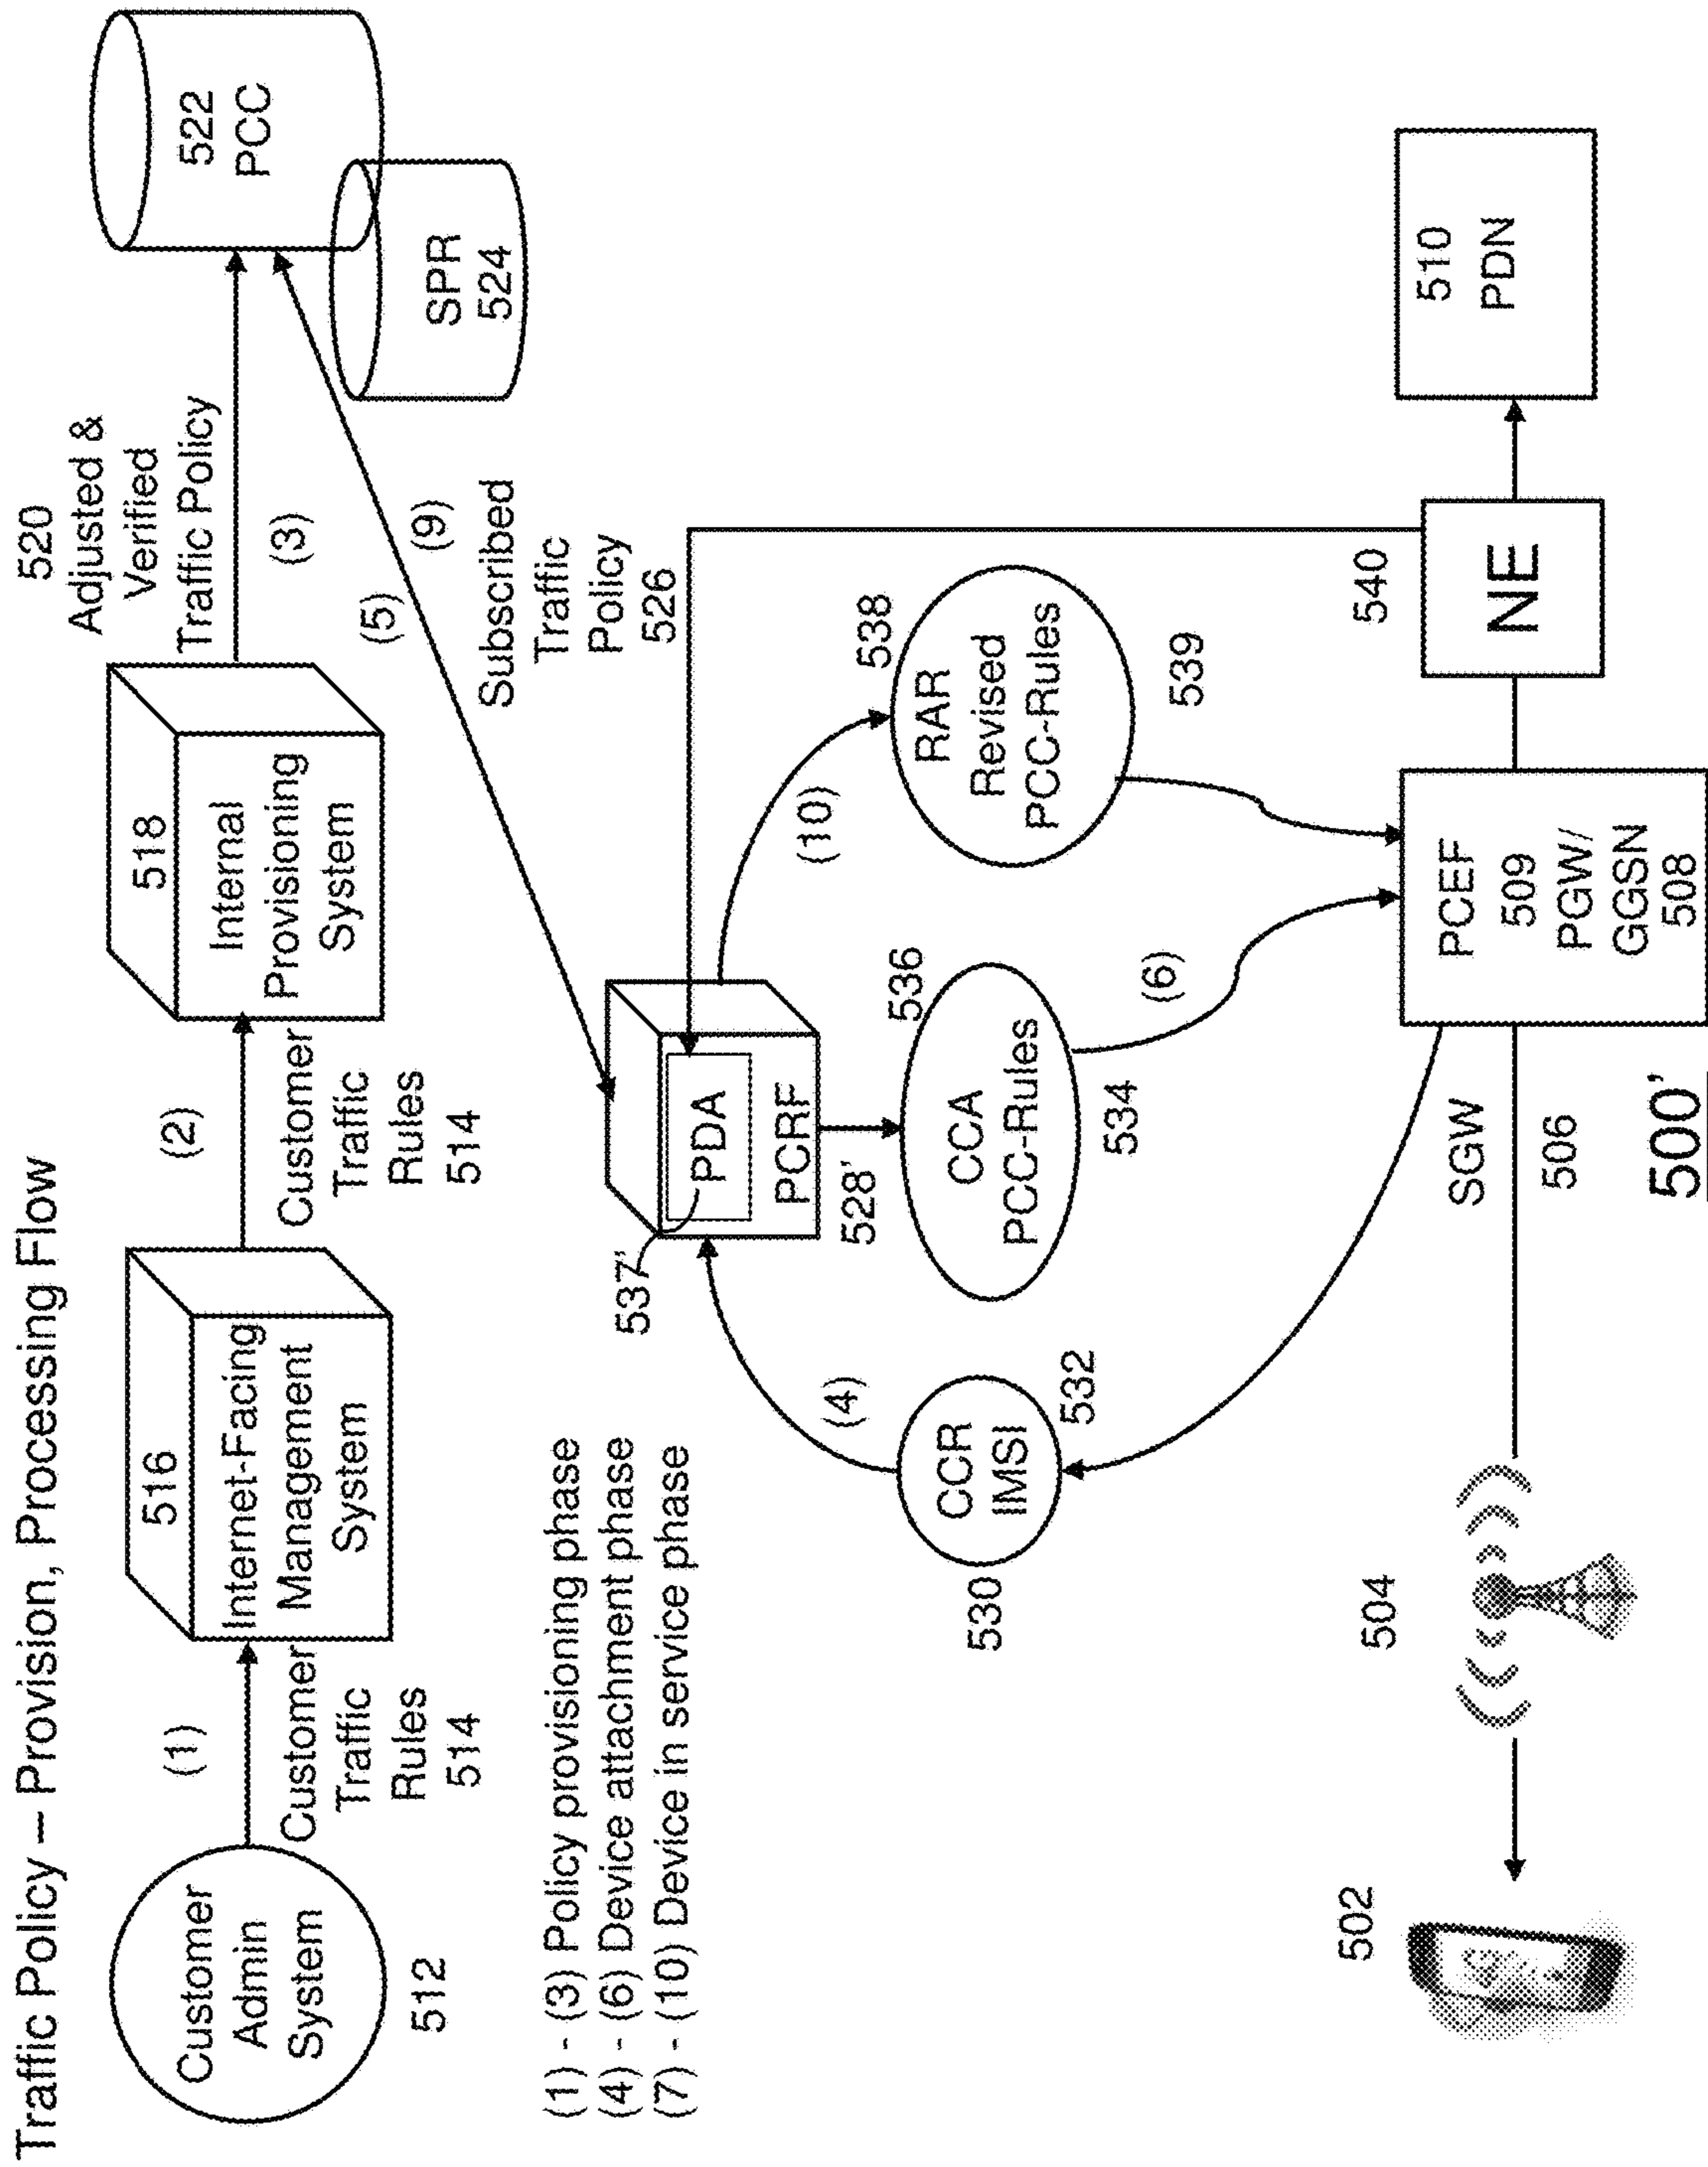 Traffic Policy – Provision, Processing Flow
Customer
Admin
System
512
(1)
Customer
Traffic
Rules
514
516
Internet-Facing
Management
System
(2)
Customer
Traffic
Rules
514
518
Internal
Provisioning
System
520
Adjusted &
Verified
Traffic Policy
(3)
522
PCC
SPR
524
(5)
(9)
Subscribed
Traffic
Policy
526
(1) - (3) Policy provisioning phase
(4) - (6) Device attachment phase
(7) - (10) Device in service phase
537'
PDA
PCRF
528'
(4)
CCR
IMSI
530
532
536
CCA
PCC-Rules
534
(6)
(10)
538
RAR
Revised
PCC-Rules
539
540
NE
510
PDN
502
504
SGW
506
PCEF
509
PGW/
GGSN
508
500'